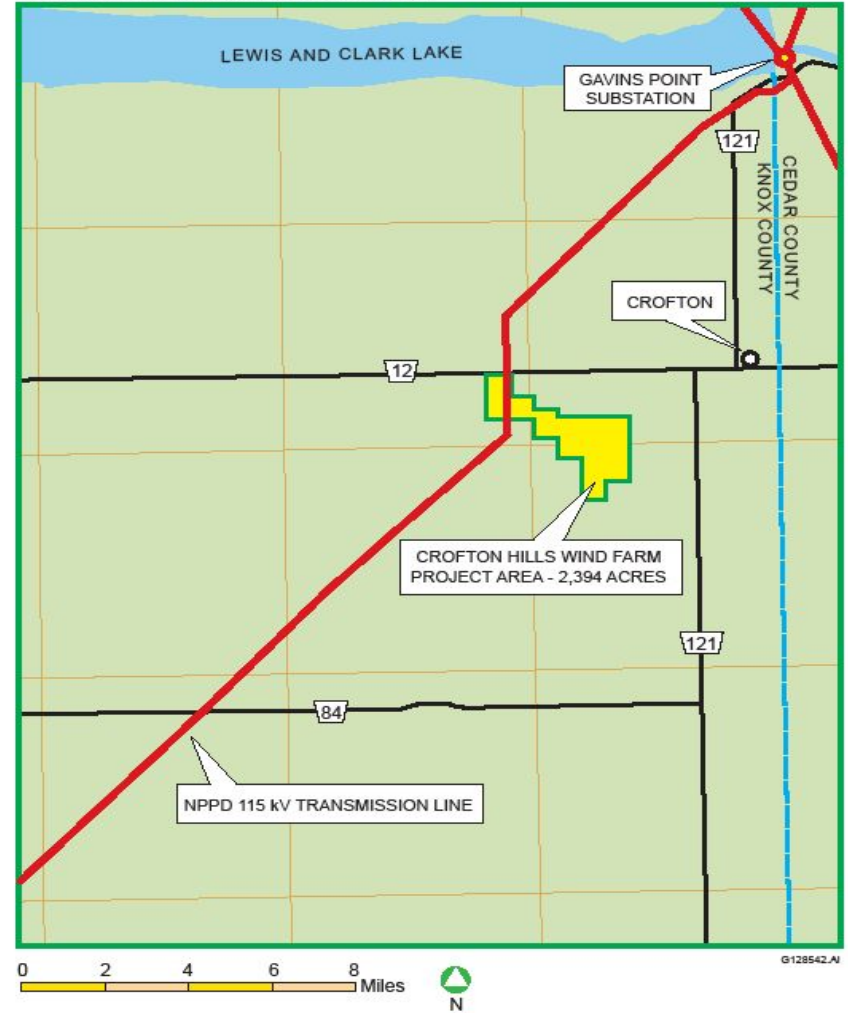 LEWIS AND CLARK LAKE
GAVINS POINT
SUBSTATION
121
CEDAR COUNTY
KNOX COUNTY
CROFTON
12
CROFTON HILLS WIND FARM
PROJECT AREA - 2,394 ACRES
121
84
NPPD 115 kV TRANSMISSION LINE
G128542.AI
0 2 4 6 8
Miles
N